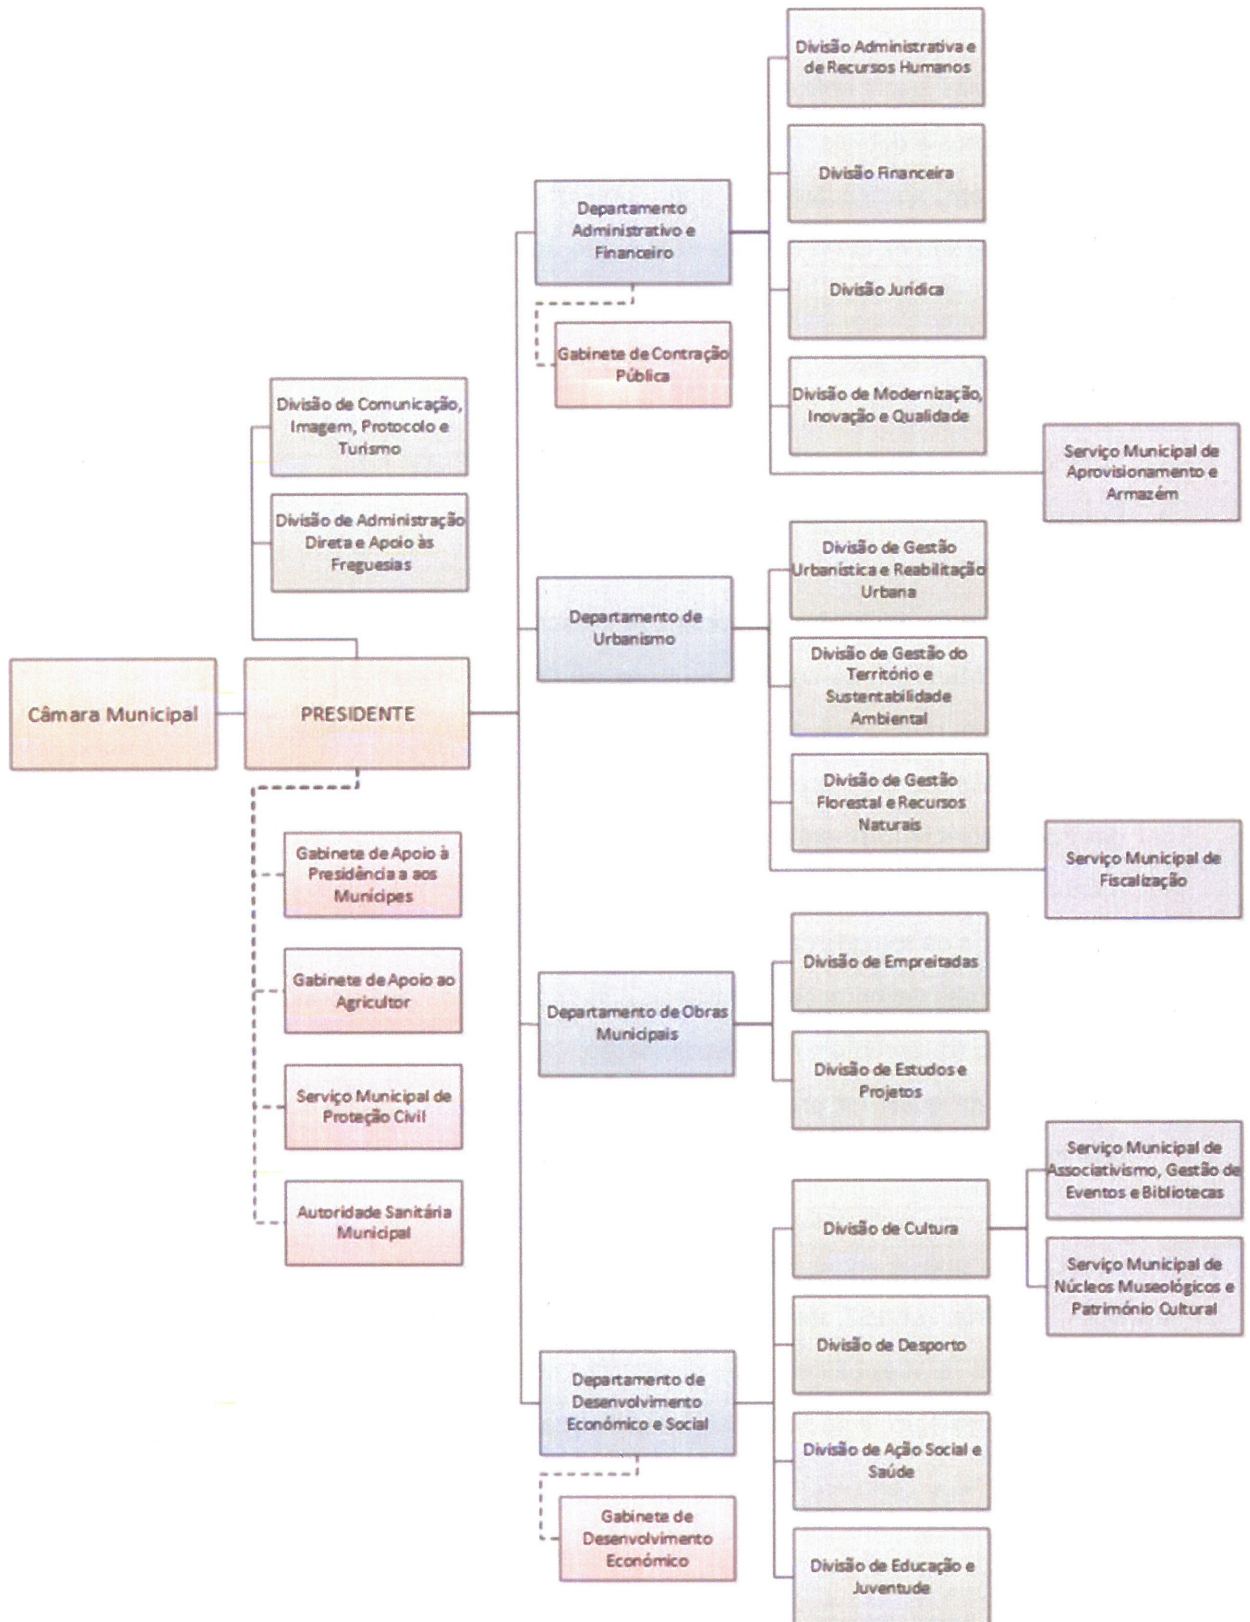 Divisão Administrativa e
de Recursos Humanos
Divisão Financeira
Departamento
Administrativo e
Financeiro
Divisão Jurídica
Gabinete de Contração
Pública
Divisão de Modernização,
Inovação e Qualidade
Divisão de Comunicação,
Imagem, Protocolo e
Turismo
Serviço Municipal de
Aprovisionamento e
Armazém
Divisão de Administração
Direta e Apoio às
Freguesias
Divisão de Gestão
Urbanística e Reabilitação
Urbana
Departamento de
Urbanismo
Divisão de Gestão do
Território e
Sustentabilidade
Ambiental
Câmara Municipal
PRESIDENTE
Divisão de Gestão
Florestal e Recursos
Naturais
Gabinete de Apoio à
Presidência a aos
Munícipes
Serviço Municipal de
Fiscalização
Gabinete de Apoio ao
Agricultor
Divisão de Empreitadas
Departamento de Obras
Municipais
Divisão de Estudos e
Projetos
Serviço Municipal de
Proteção Civil
Serviço Municipal de
Associativismo, Gestão de
Eventos e Bibliotecas
Autoridade Sanitária
Municipal
Divisão de Cultura
Serviço Municipal de
Núcleos Museológicos e
Património Cultural
Divisão de Desporto
Departamento de
Desenvolvimento
Económico e Social
Divisão de Ação Social e
Saúde
Gabinete de
Desenvolvimento
Económico
Divisão de Educação e
Juventude